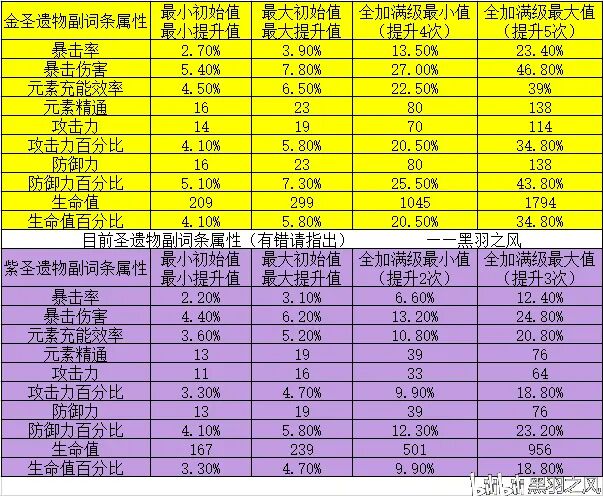 金圣遗物副词条属性 最小初始值 最小提升值 最大初始值 最大提升值 全加满级最小值 (提升4次) 全加满级最大值 (提升5次)
暴击率 2.70% 3.90% 13.50% 23.40%
暴击伤害 5.40% 7.80% 27.00% 46.80%
元素充能效率 4.50% 6.50% 22.50% 39%
元素精通 16 23 80 138
攻击力 14 19 70 114
攻击力百分比 4.10% 5.80% 20.50% 34.80%
防御力 16 23 80 138
防御力百分比 5.10% 7.30% 25.50% 43.80%
生命值 209 299 1045 1794
生命值百分比 4.10% 5.80% 20.50% 34.80%
目前圣遗物副词条属性(有错请指出) ——黑羽之风
紫圣遗物副词条属性 最小初始值 最小提升值 最大初始值 最大提升值 全加满级最小值 (提升2次) 全加满级最大值 (提升3次)
暴击率 2.20% 3.10% 6.60% 12.40%
暴击伤害 4.40% 6.20% 13.20% 24.80%
元素充能效率 3.60% 5.20% 10.80% 20.80%
元素精通 13 19 39 76
攻击力 11 16 33 64
攻击力百分比 3.30% 4.70% 9.90% 18.80%
防御力 13 19 39 76
防御力百分比 4.10% 5.80% 12.30% 23.20%
生命值 167 239 501 956
生命值百分比 3.30% 4.70% 9.90% 18.80%
bilibili 黑羽之风